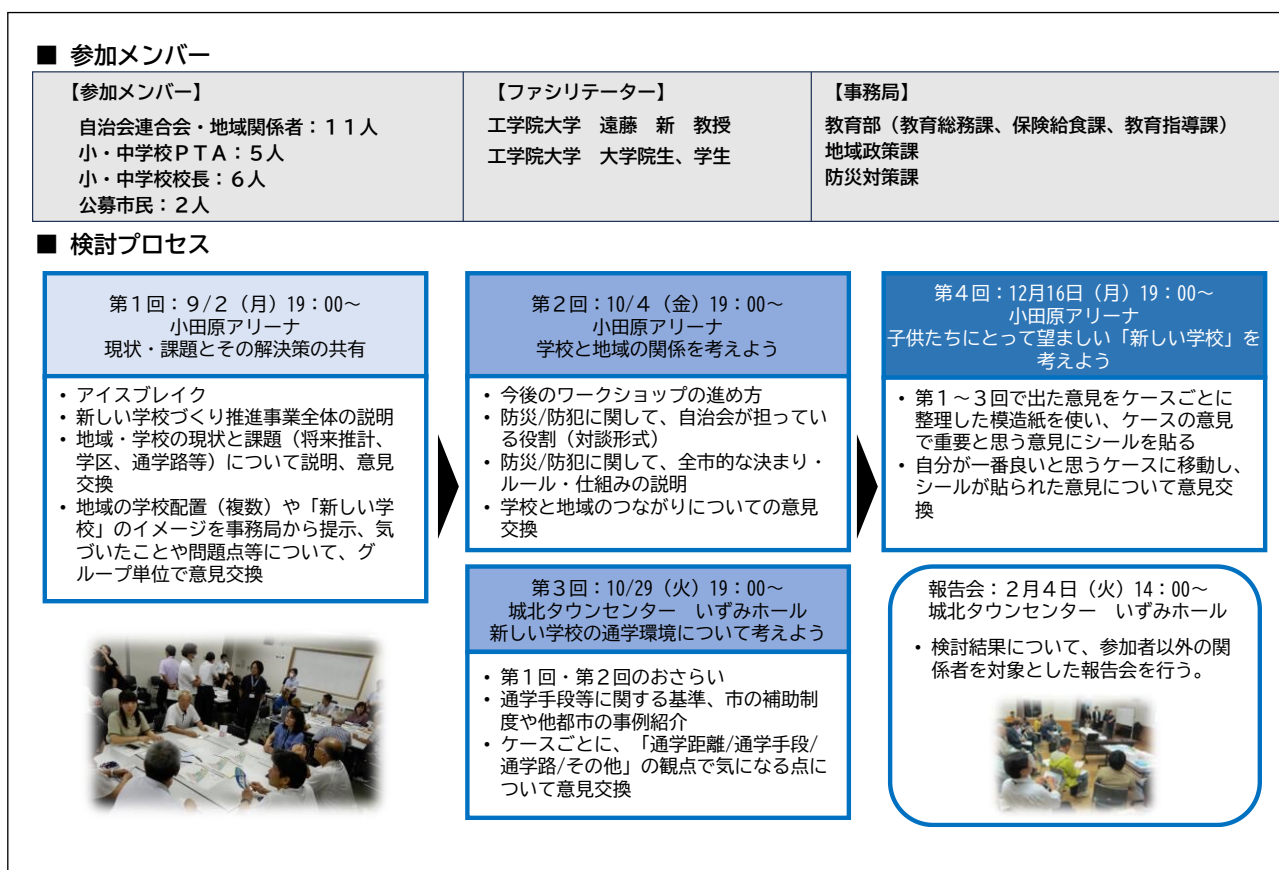 ■ 参加メンバー
【参加メンバー】
自治会連合会・地域関係者：１１人
小・中学校ＰＴＡ：５人
小・中学校校長：６人
公募市民：２人
【ファシリテーター】
工学院大学　遠藤　新　教授
工学院大学　大学院生、学生
【事務局】
教育部（教育総務課、保険給食課、教育指導課）
地域政策課
防災対策課
■ 検討プロセス
第１回：９/２（月）19：00～
小田原アリーナ
現状・課題とその解決策の共有
• アイスブレイク
• 新しい学校づくり推進事業全体の説明
• 地域・学校の現状と課題（将来推計、
学区、通学路等）について説明、意見
交換
• 地域の学校配置（複数）や「新しい学
校」のイメージを事務局から提示、気
づいたことや問題点等について、グ
ループ単位で意見交換
第２回：10/４（金）19：00～
小田原アリーナ
学校と地域の関係を考えよう
• 今後のワークショップの進め方
• 防災/防犯に関して、自治会が担ってい
る役割（対談形式）
• 防災/防犯に関して、全市的な決まり・
ルール・仕組みの説明
• 学校と地域のつながりについての意見
交換
第３回：10/29（火）19：00～
城北タウンセンター　いずみホール
新しい学校の通学環境について考えよう
• 第１回・第２回のおさらい
• 通学手段等に関する基準、市の補助制
度や他都市の事例紹介
• ケースごとに、「通学距離/通学手段/
通学路/その他」の観点で気になる点に
ついて意見交換
第４回：12月16日（月）19：00～
小田原アリーナ
子供たちにとって望ましい「新しい学校」を
考えよう
• 第１～３回で出た意見をケースごとに
整理した模造紙を使い、ケースの意見
で重要と思う意見にシールを貼る
• 自分が一番良いと思うケースに移動し、
シールが貼られた意見について意見交
換
報告会：２月４日（火）14：00～
城北タウンセンター　いずみホール
• 検討結果について、参加者以外の関
係者を対象とした報告会を行う。